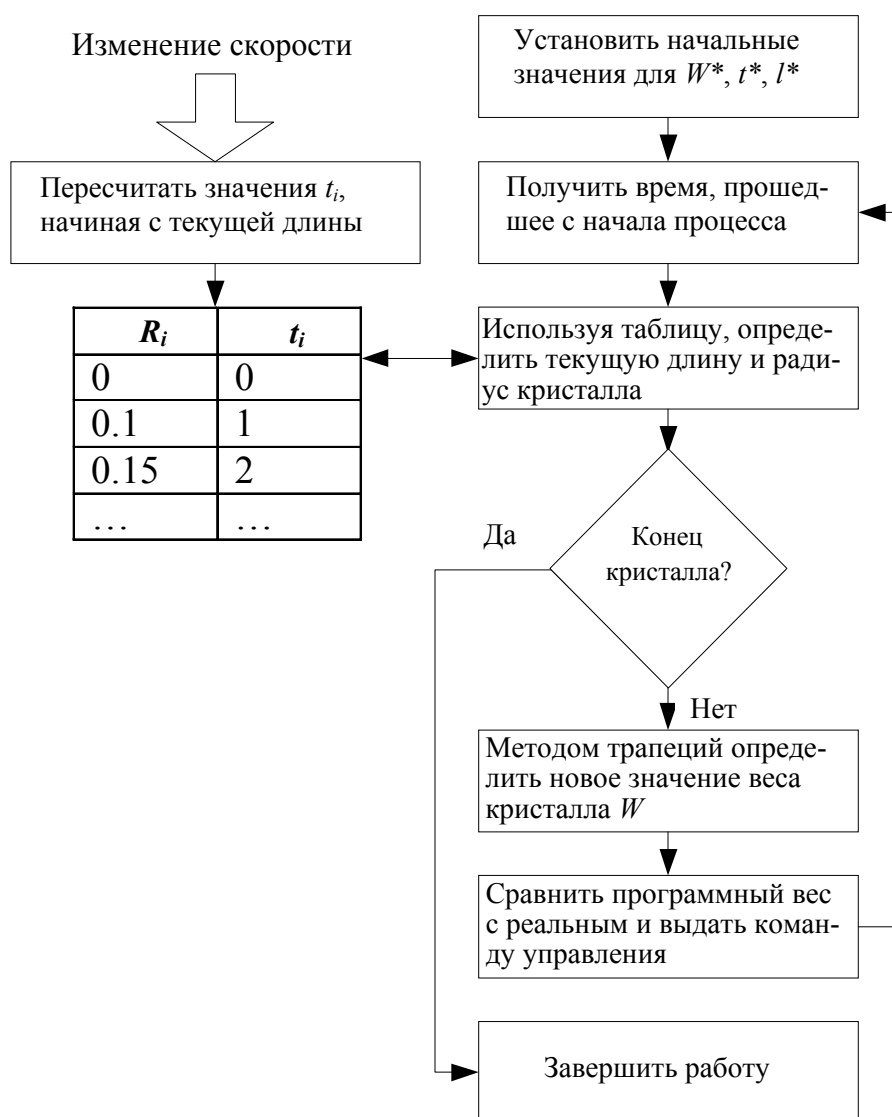 Изменение скорости
Пересчитать значения tᵢ,
начиная с текущей длины
Rᵢ tᵢ
0 0
0.1 1
0.15 2
… …
Установить начальные
значения для W*, t*, l*
Получить время, прошед-
шее с начала процесса
Используя таблицу, опреде-
лить текущую длину и ради-
ус кристалла
Конец
кристалла?
Да
Нет
Методом трапеций опреде-
лить новое значение веса
кристалла W
Сравнить программный вес
с реальным и выдать коман-
ду управления
Завершить работу